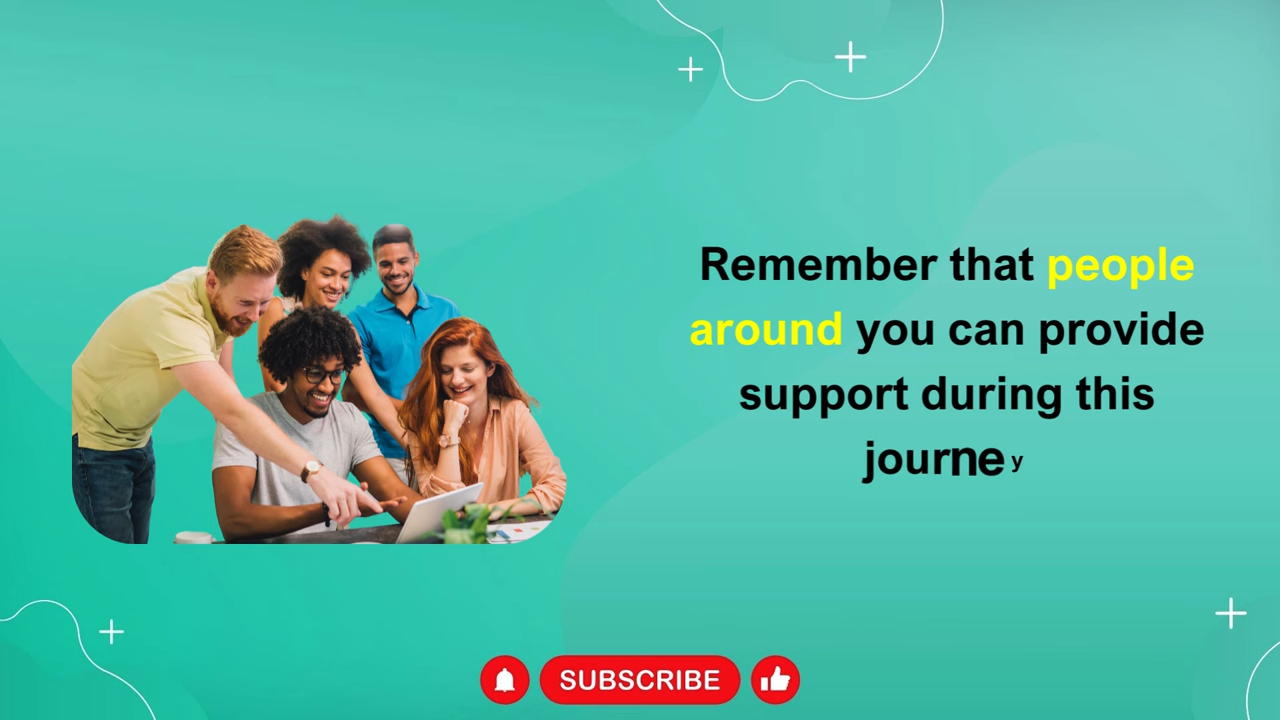 Remember that people
around you can provide
support during this
journey
SUBSCRIBE